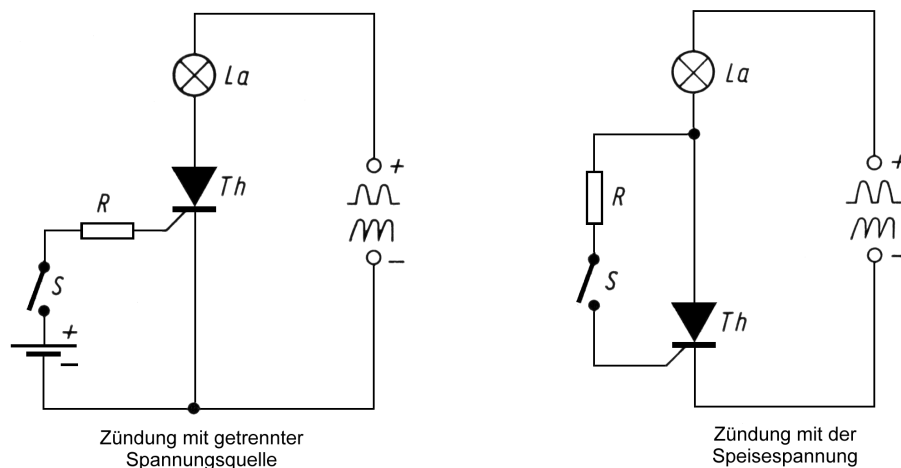 La
+
Th
R
S
+
−
−
Zündung mit getrennter
Spannungsquelle
La
+
R
S
Th
−
Zündung mit der
Speisespannung